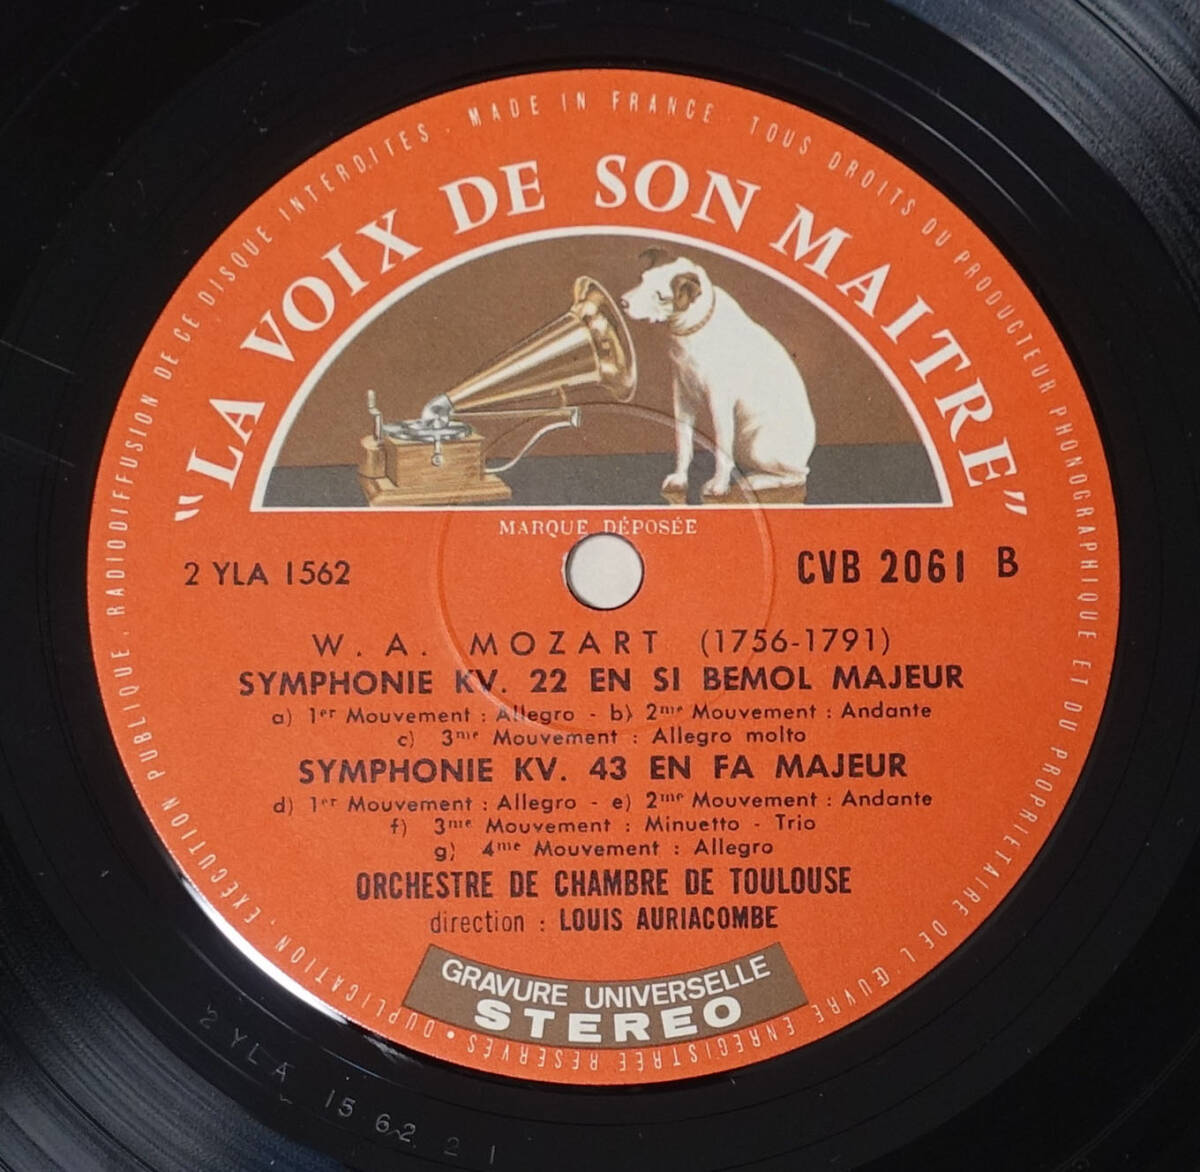 MADE IN FRANCE · TOUS DROITS DU PRODUCTEUR PHONOGRAPHIQUE ET DU PROPRIÉTAIRE DE L'ŒUVRE ENREGISTRÉE RÉSERVÉS • DUPLICATION, EXÉCUTION PUBLIQUE, RADIODIFFUSION DE CE DISQUE INTERDITES.
"LA VOIX DE SON MAITRE"
MARQUE DÉPOSÉE
2 YLA 1562
CVB 2061 B
W. A. MOZART (1756-1791)
SYMPHONIE KV. 22 EN SI BEMOL MAJEUR
a) 1er Mouvement : Allegro - b) 2me Mouvement : Andante
c) 3me Mouvement : Allegro molto
SYMPHONIE KV. 43 EN FA MAJEUR
d) 1er Mouvement : Allegro - e) 2me Mouvement : Andante
f) 3me Mouvement : Minuetto - Trio
g) 4me Mouvement : Allegro
ORCHESTRE DE CHAMBRE DE TOULOUSE
direction : LOUIS AURIACOMBE
GRAVURE UNIVERSELLE
STEREO
2 YLA 1562 21